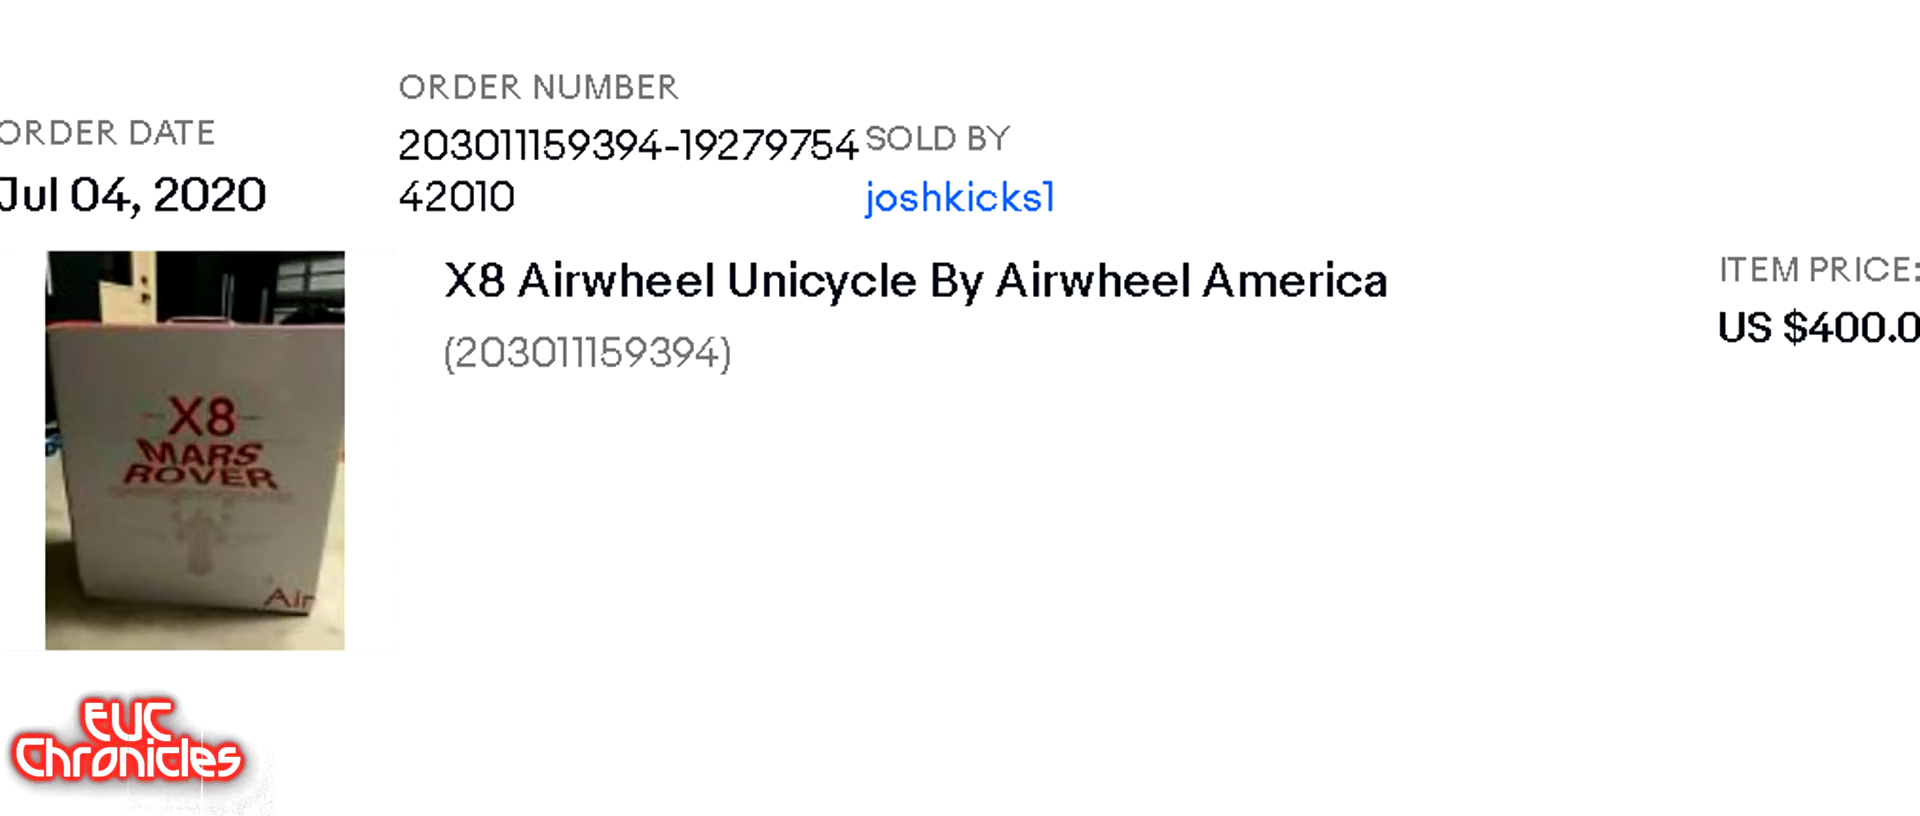 ORDER NUMBER
ORDER DATE
203011159394-19279754
SOLD BY
Jul 04, 2020
42010
joshkicks1
X8 Airwheel Unicycle By Airwheel America
ITEM PRICE:
(203011159394)
US $400.0
X8
MARS
ROVER
Air
EUC
Chronicles